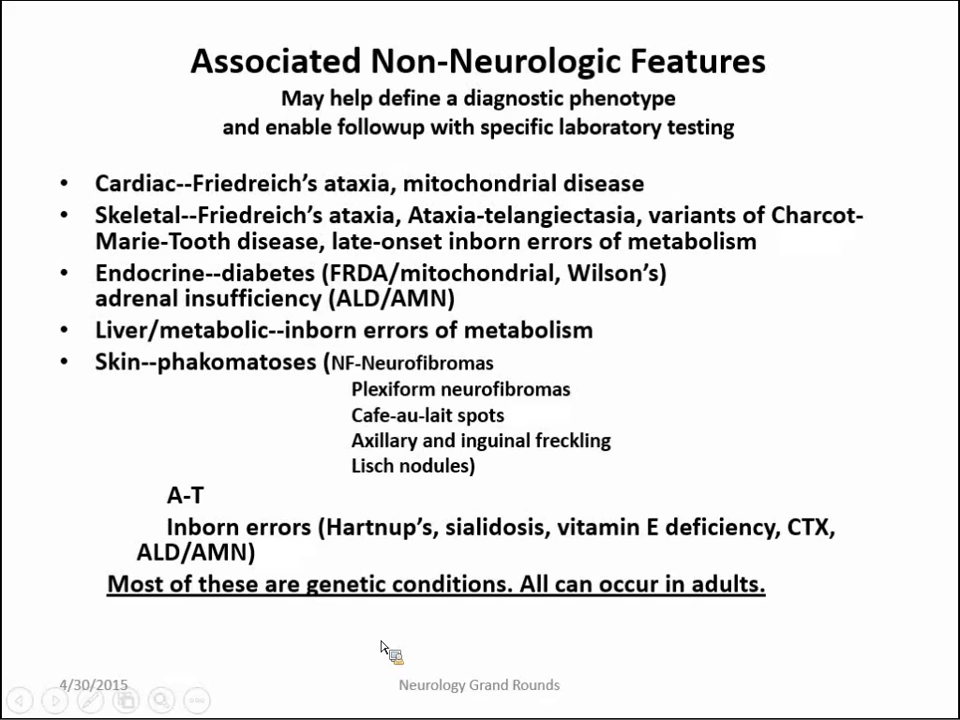 Associated Non-Neurologic Features
May help define a diagnostic phenotype
and enable followup with specific laboratory testing
• Cardiac--Friedreich's ataxia, mitochondrial disease
• Skeletal--Friedreich's ataxia, Ataxia-telangiectasia, variants of Charcot-
Marie-Tooth disease, late-onset inborn errors of metabolism
• Endocrine--diabetes (FRDA/mitochondrial, Wilson's)
adrenal insufficiency (ALD/AMN)
• Liver/metabolic--inborn errors of metabolism
• Skin--phakomatoses (NF-Neurofibromas
Plexiform neurofibromas
Cafe-au-lait spots
Axillary and inguinal freckling
Lisch nodules)
A-T
Inborn errors (Hartnup's, sialidosis, vitamin E deficiency, CTX,
ALD/AMN)
Most of these are genetic conditions. All can occur in adults.
4/30/2015
Neurology Grand Rounds